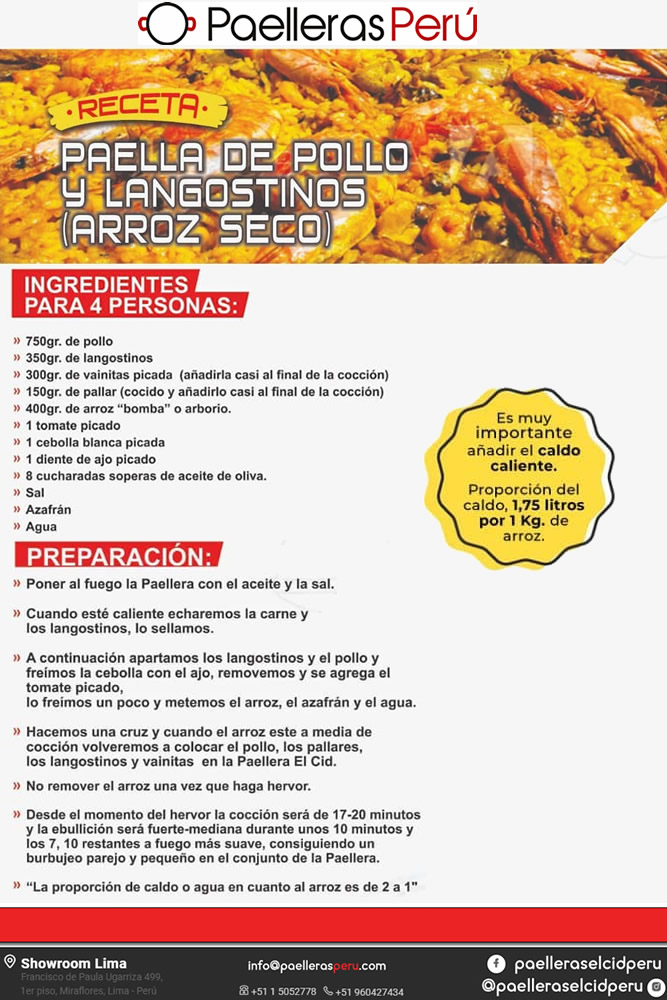 PaellerasPerú
·RECETA·
PAELLA DE POLLO
Y LANGOSTINOS
(ARROZ SECO)
INGREDIENTES
PARA 4 PERSONAS:
» 750gr. de pollo
» 350gr. de langostinos
» 300gr. de vainitas picada (añadirla casi al final de la cocción)
» 150gr. de pallar (cocido y añadirlo casi al final de la cocción)
» 400gr. de arroz “bomba” o arborio.
» 1 tomate picado
» 1 cebolla blanca picada
» 1 diente de ajo picado
» 8 cucharadas soperas de aceite de oliva.
» Sal
» Azafrán
» Agua
Es muy
importante
añadir el caldo
caliente.
Proporción del
caldo, 1,75 litros
por 1 Kg. de
arroz.
PREPARACIÓN:
» Poner al fuego la Paellera con el aceite y la sal.
» Cuando esté caliente echaremos la carne y
los langostinos, lo sellamos.
» A continuación apartamos los langostinos y el pollo y
freímos la cebolla con el ajo, removemos y se agrega el
tomate picado,
lo freímos un poco y metemos el arroz, el azafrán y el agua.
» Hacemos una cruz y cuando el arroz este a media de
cocción volveremos a colocar el pollo, los pallares,
los langostinos y vainitas en la Paellera El Cid.
» No remover el arroz una vez que haga hervor.
» Desde el momento del hervor la cocción será de 17-20 minutos
y la ebullición será fuerte-mediana durante unos 10 minutos y
los 7, 10 restantes a fuego más suave, consiguiendo un
burbujeo parejo y pequeño en el conjunto de la Paellera.
» “La proporción de caldo o agua en cuanto al arroz es de 2 a 1"
Showroom Lima
Francisco de Paula Ugarriza 499,
1er piso, Miraflores, Lima - Perú
info@paellerasperu.com
+51 1 5052778 +51 960427434
paelleraselcidperu
@paelleraselcidperu